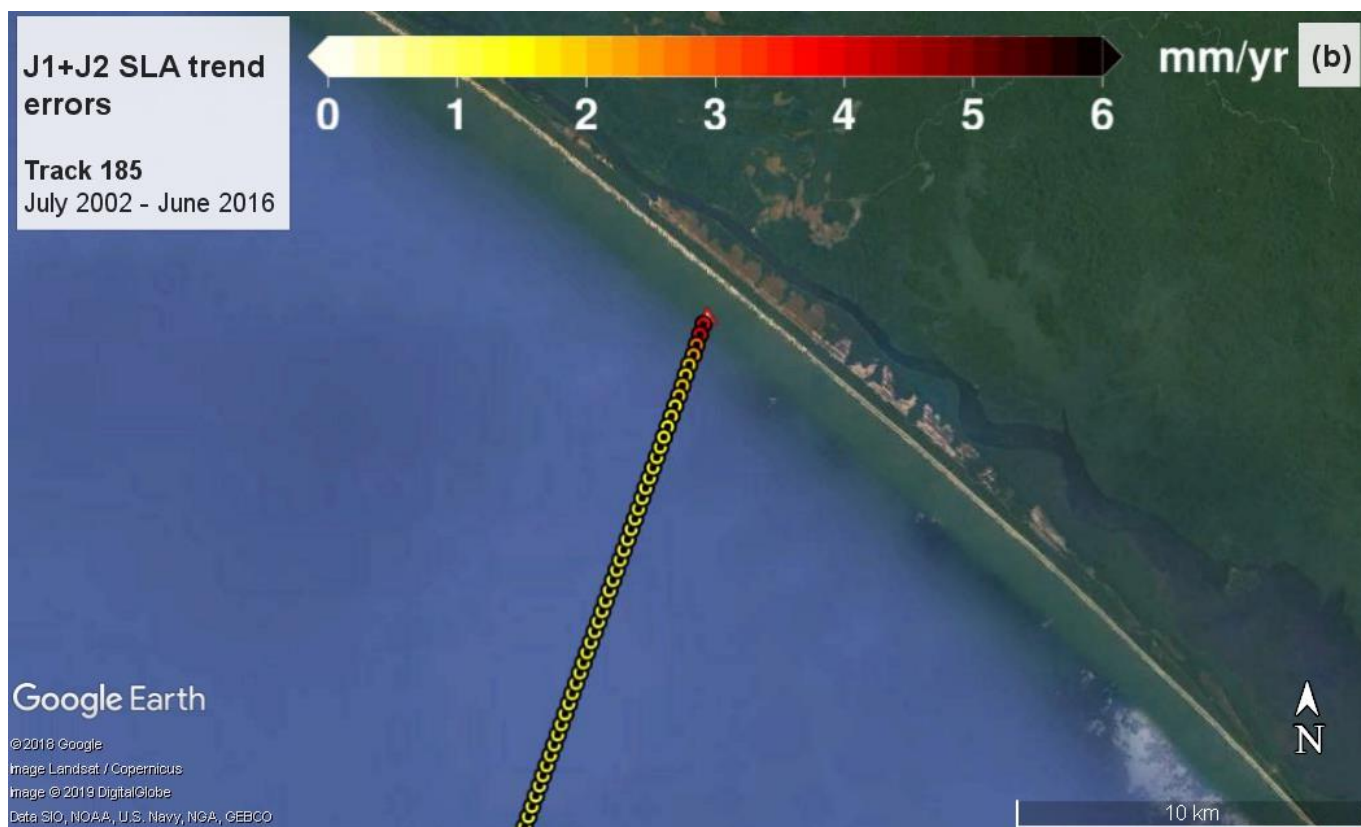 J1+J2 SLA trend
errors
Track 185
July 2002 - June 2016
mm/yr (b)
0 1 2 3 4 5 6
Google Earth
©2018 Google
Image Landsat / Copernicus
Image © 2019 DigitalGlobe
Data SIO, NOAA, U.S. Navy, NGA, GEBCO
N
10 km